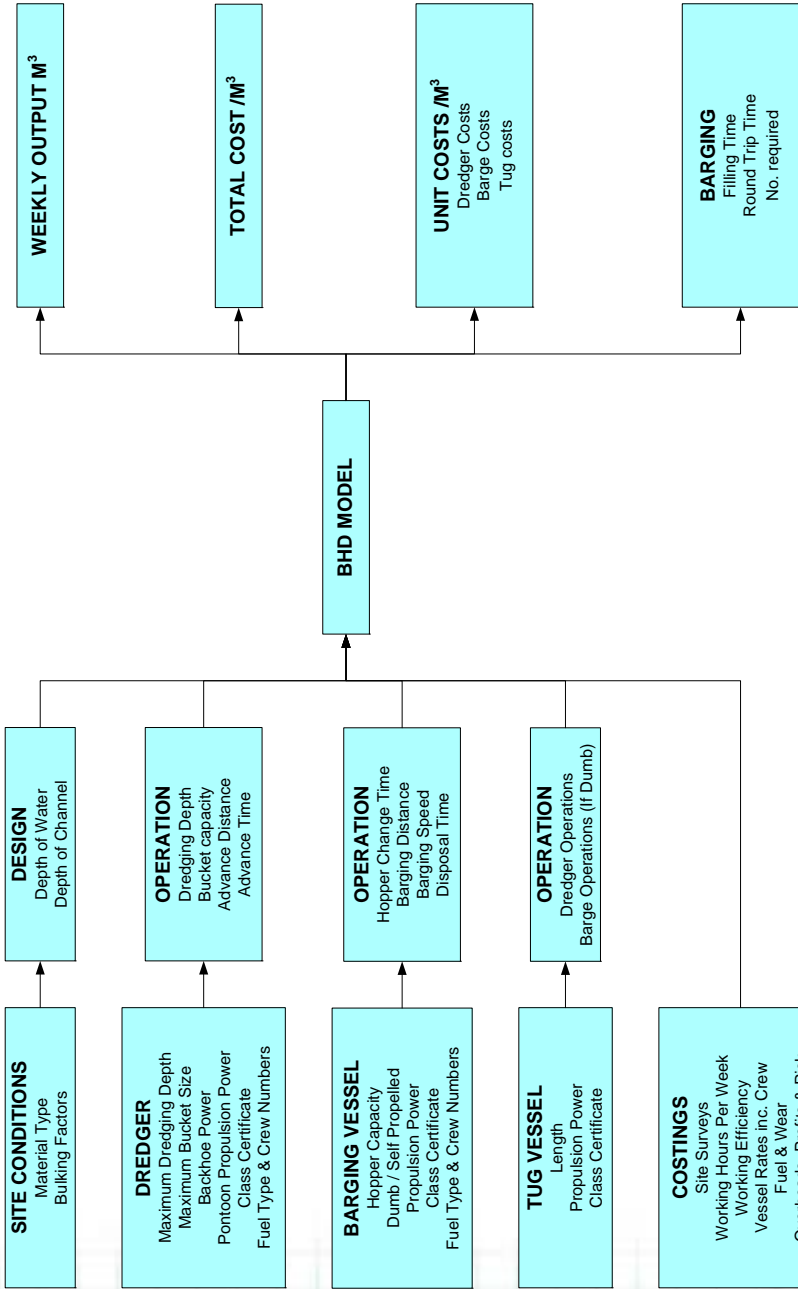 SITE CONDITIONS
Material Type
Bulking Factors
DREDGER
Maximum Dredging Depth
Maximum Bucket Size
Backhoe Power
Pontoon Propulsion Power
Class Certificate
Fuel Type & Crew Numbers
BARGING VESSEL
Hopper Capacity
Dumb / Self Propelled
Propulsion Power
Class Certificate
Fuel Type & Crew Numbers
TUG VESSEL
Length
Propulsion Power
Class Certificate
COSTINGS
Site Surveys
Working Hours Per Week
Working Efficiency
Vessel Rates inc. Crew
Fuel & Wear
Overheads, Profits & Risk
DESIGN
Depth of Water
Depth of Channel
OPERATION
Dredging Depth
Bucket capacity
Advance Distance
Advance Time
OPERATION
Hopper Change Time
Barging Distance
Barging Speed
Disposal Time
OPERATION
Dredger Operations
Barge Operations (If Dumb)
BHD MODEL
WEEKLY OUTPUT M³
TOTAL COST /M³
UNIT COSTS /M³
Dredger Costs
Barge Costs
Tug costs
BARGING
Filling Time
Round Trip Time
No. required